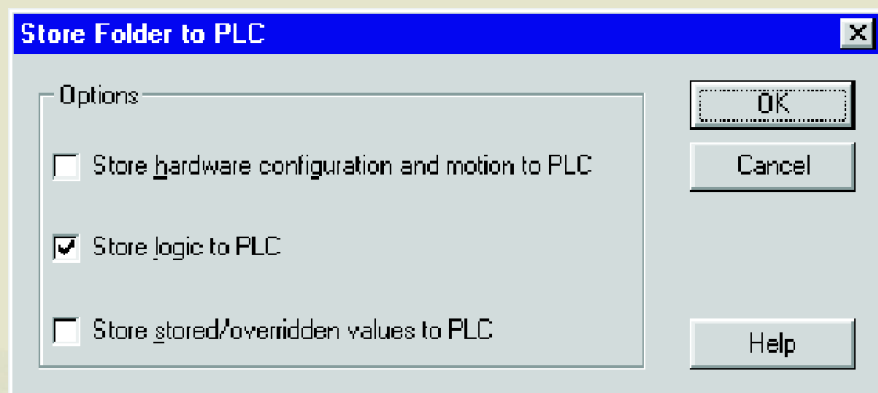 Store Folder to PLC
Options
Store hardware configuration and motion to PLC
Store logic to PLC
Store stored/overridden values to PLC
OK
Cancel
Help